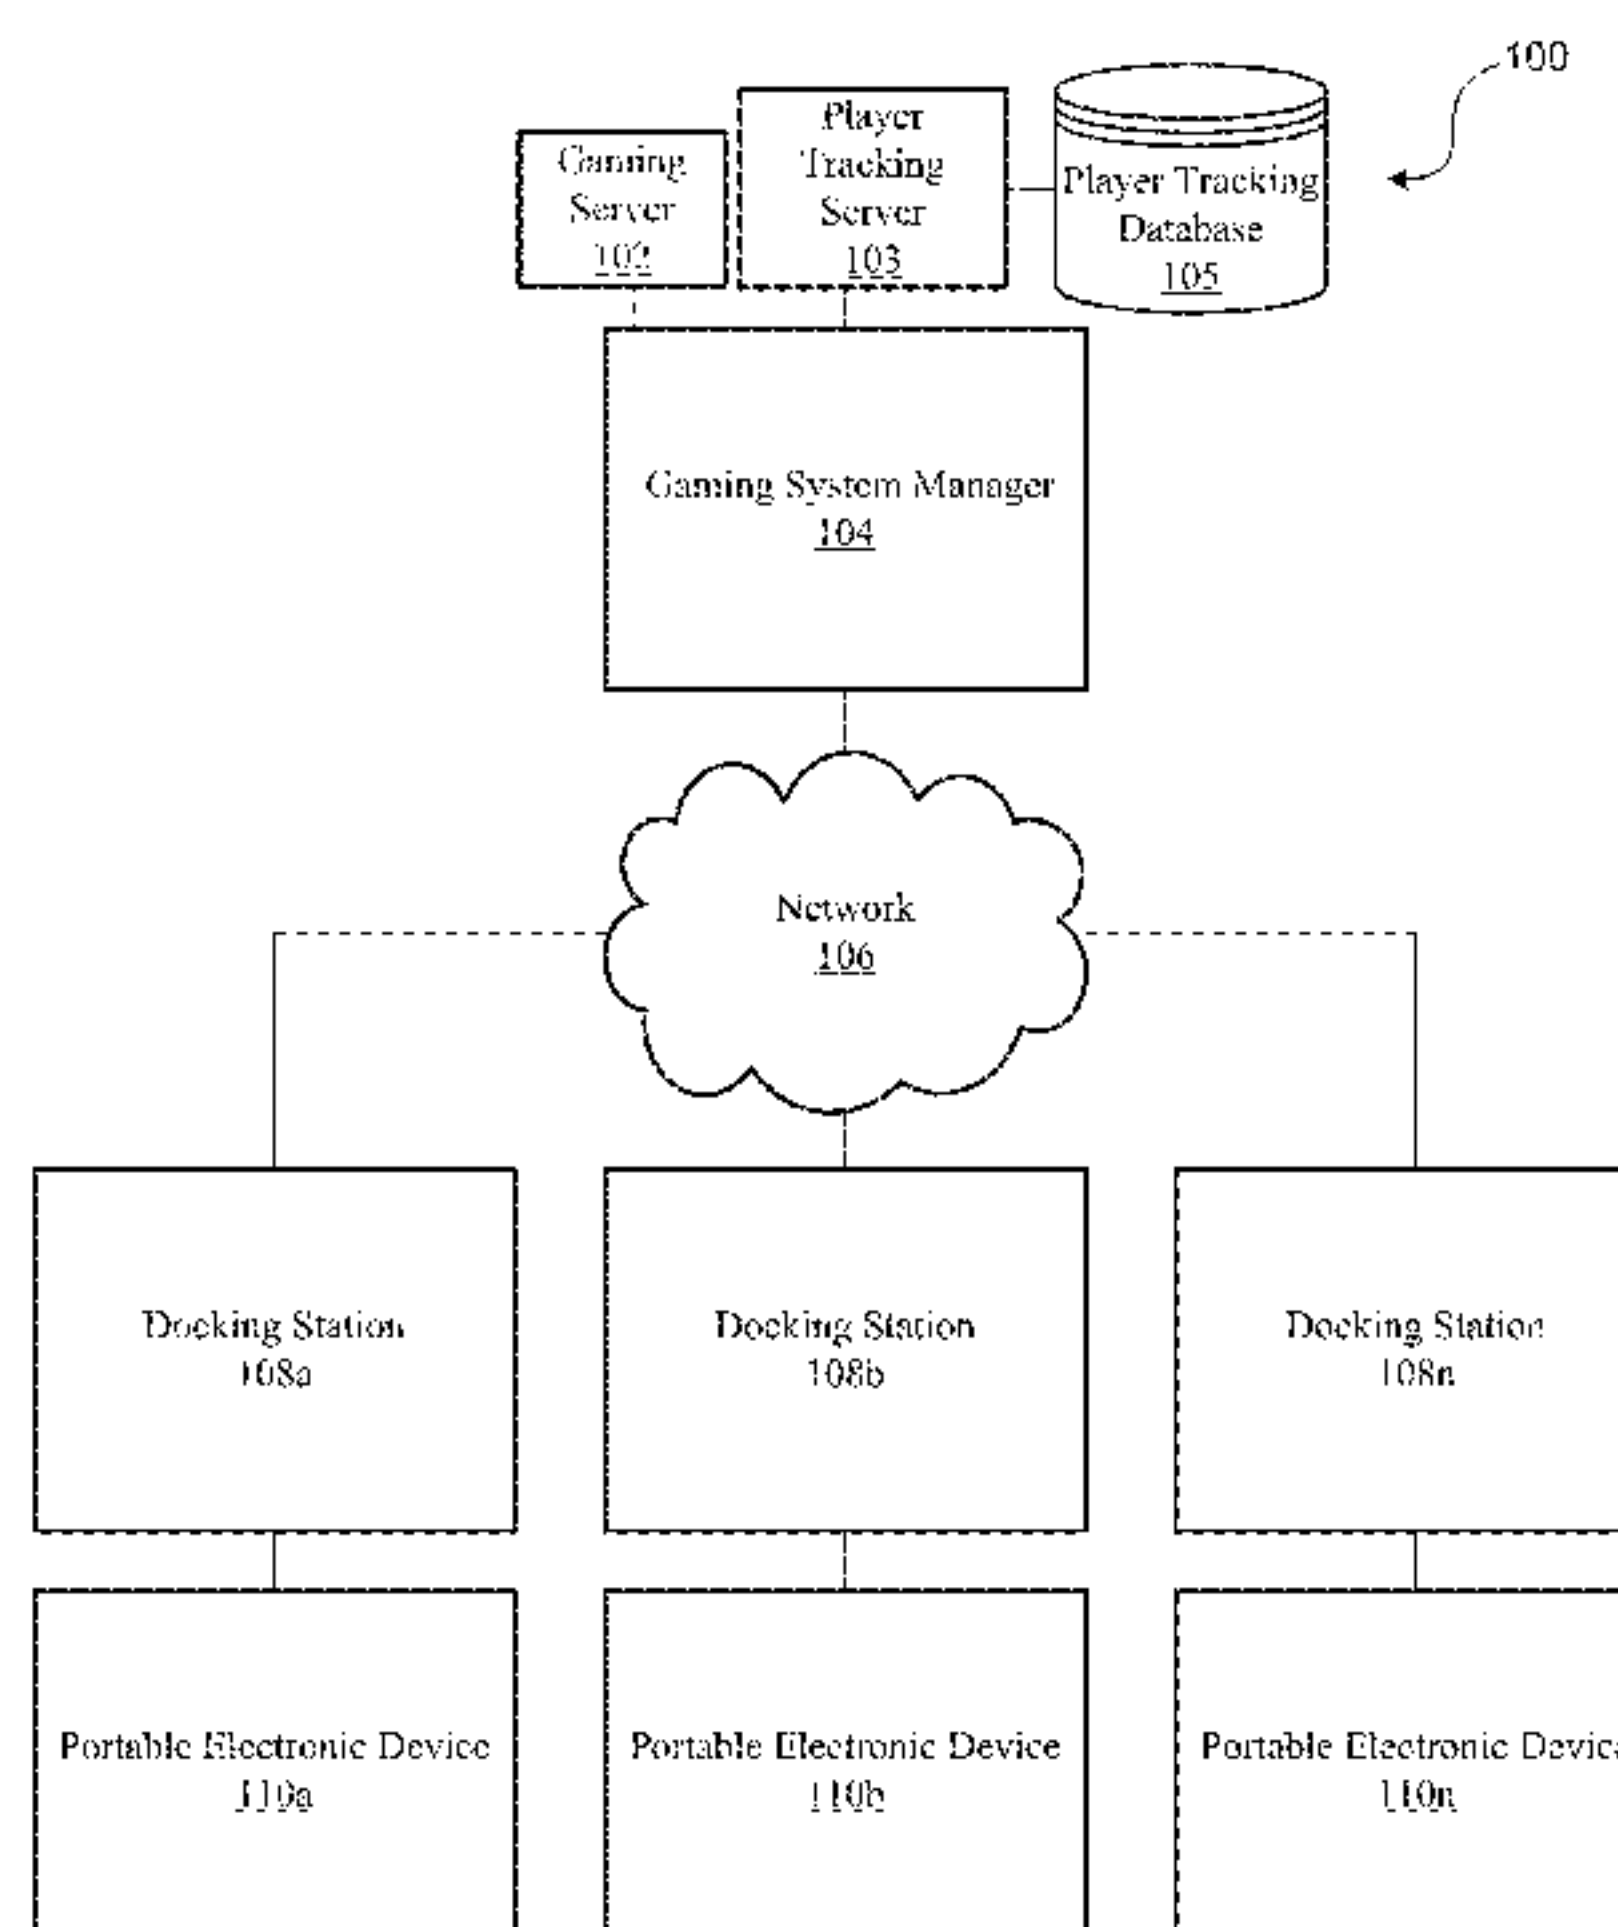 100
Gaming
Server
102
Player
Tracking
Server
103
Player Tracking
Database
105
Gaming System Manager
104
Network
106
Docking Station
108a
Docking Station
108b
Docking Station
108n
Portable Electronic Device
110a
Portable Electronic Device
110b
Portable Electronic Devic
110n